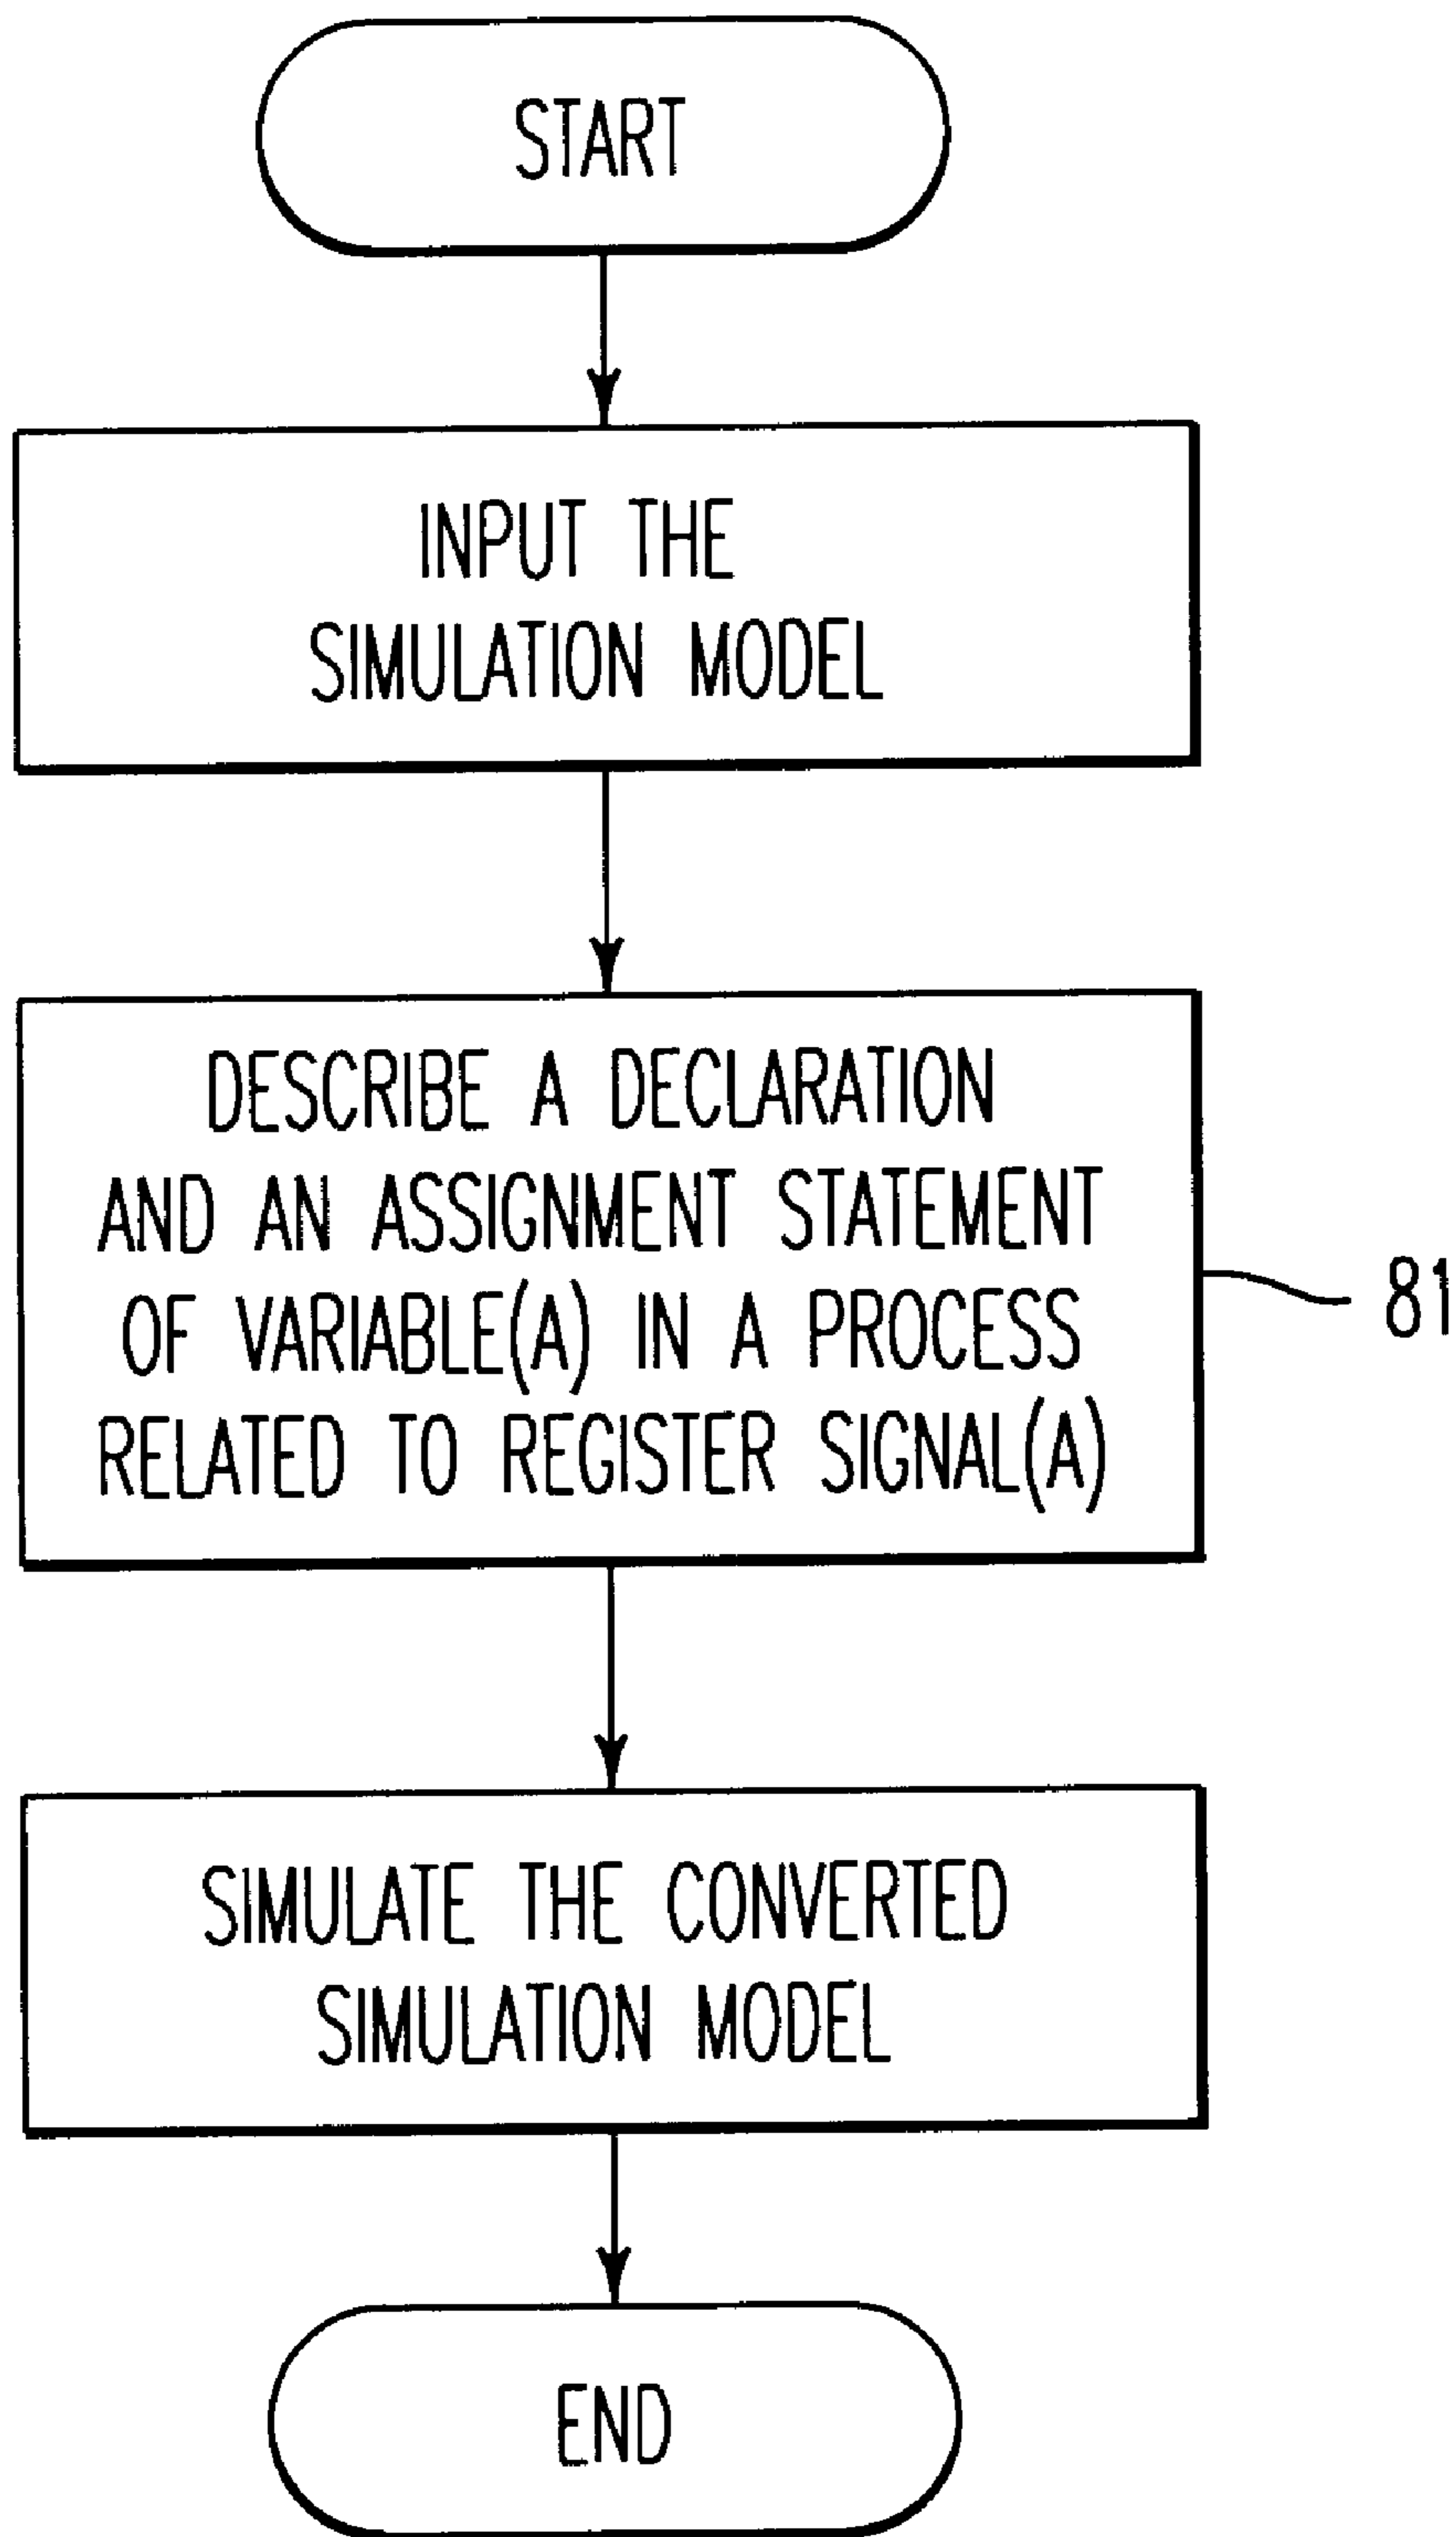 START
INPUT THE
SIMULATION MODEL
DESCRIBE A DECLARATION
AND AN ASSIGNMENT STATEMENT
OF VARIABLE(A) IN A PROCESS
RELATED TO REGISTER SIGNAL(A)
81
SIMULATE THE CONVERTED
SIMULATION MODEL
END